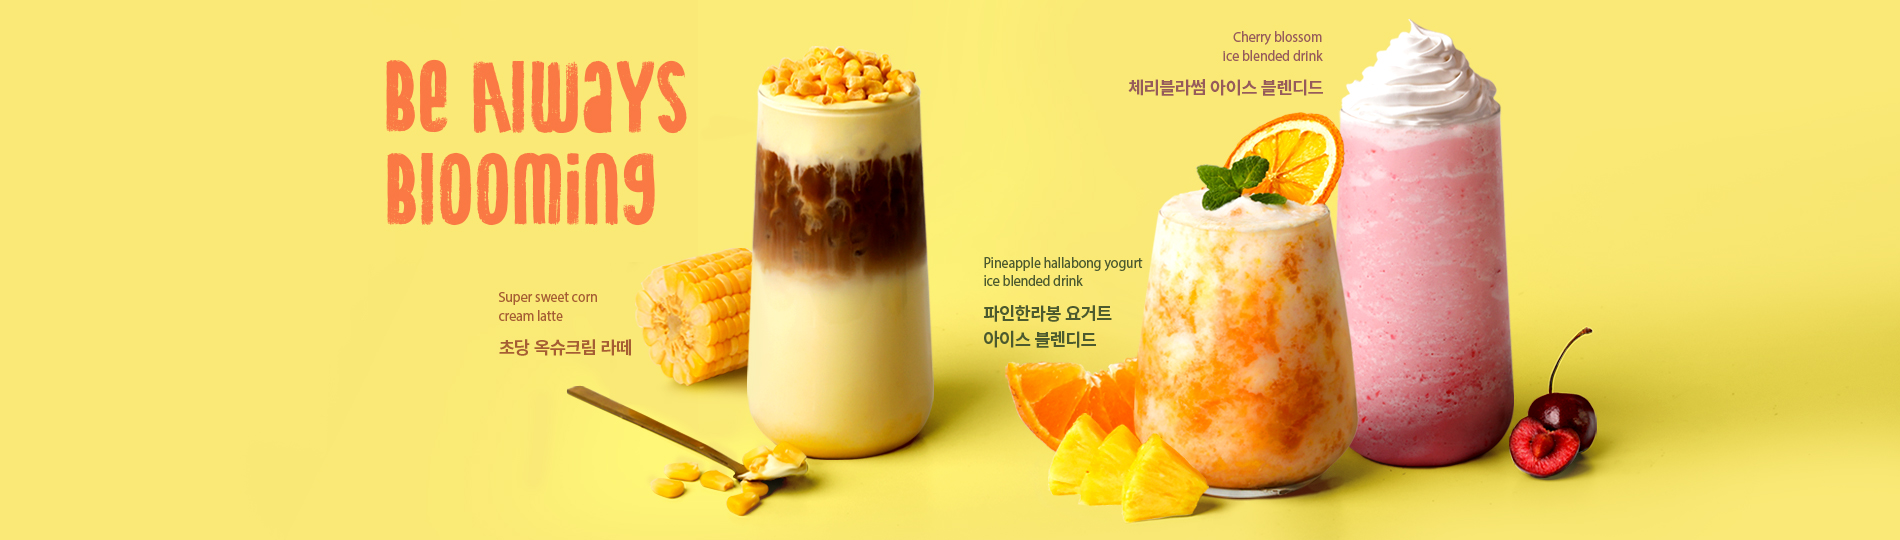 Be Always
Blooming
Super sweet corn
cream latte
초당 옥슈크림 라떼
Pineapple hallabong yogurt
ice blended drink
파인한라봉 요거트
아이스 블렌디드
Cherry blossom
ice blended drink
체리블라썸 아이스 블렌디드